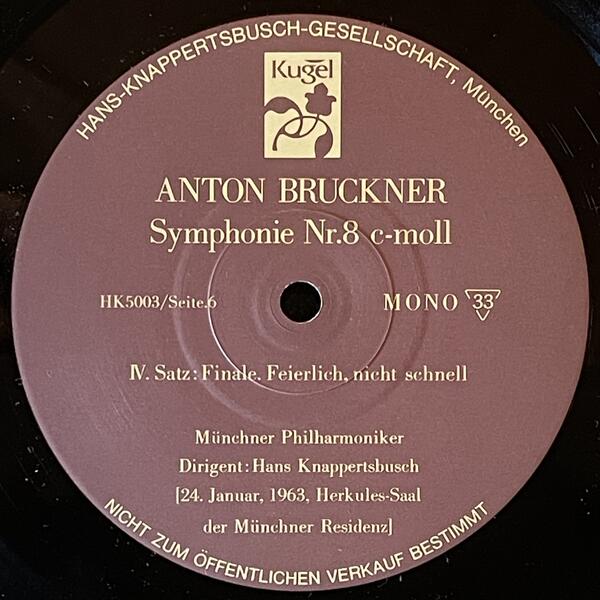 HANS-KNAPPERTSBUSCH-GESELLSCHAFT, München
Kugel
ANTON BRUCKNER
Symphonie Nr.8 c-moll
HK5003/Seite.6 MONO 33
IV. Satz: Finale. Feierlich, nicht schnell
Münchner Philharmoniker
Dirigent: Hans Knappertsbusch
[24. Januar, 1963, Herkules-Saal
der Münchner Residenz]
NICHT ZUM ÖFFENTLICHEN VERKAUF BESTIMMT